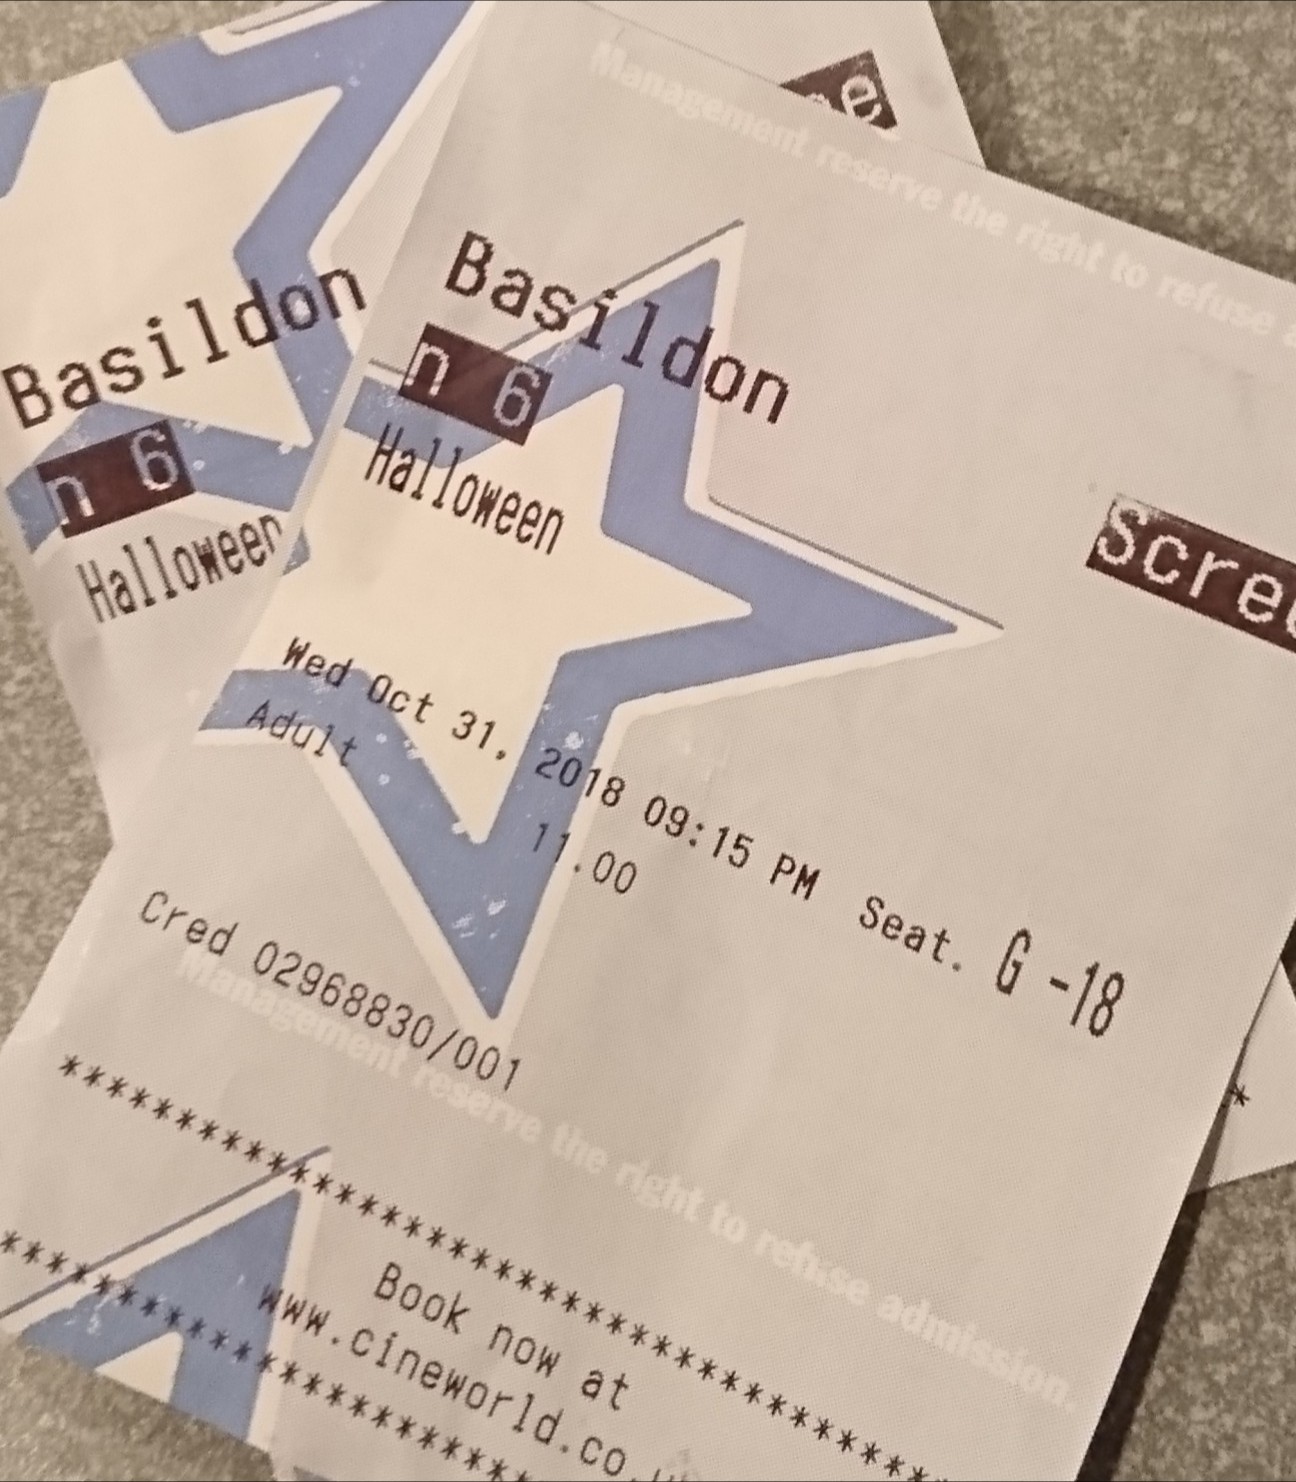 Management reserve the right to refuse
Basildon
n 6
Halloween
Basildon
n 6
Halloween
Wed Oct 31, 2018 09:15 PM Seat. G -18
Adult 11.00
Cred 02968830/001
Management reserve the right to refuse admission.
****************************************
Book now at
www.cineworld.co.
****************************************